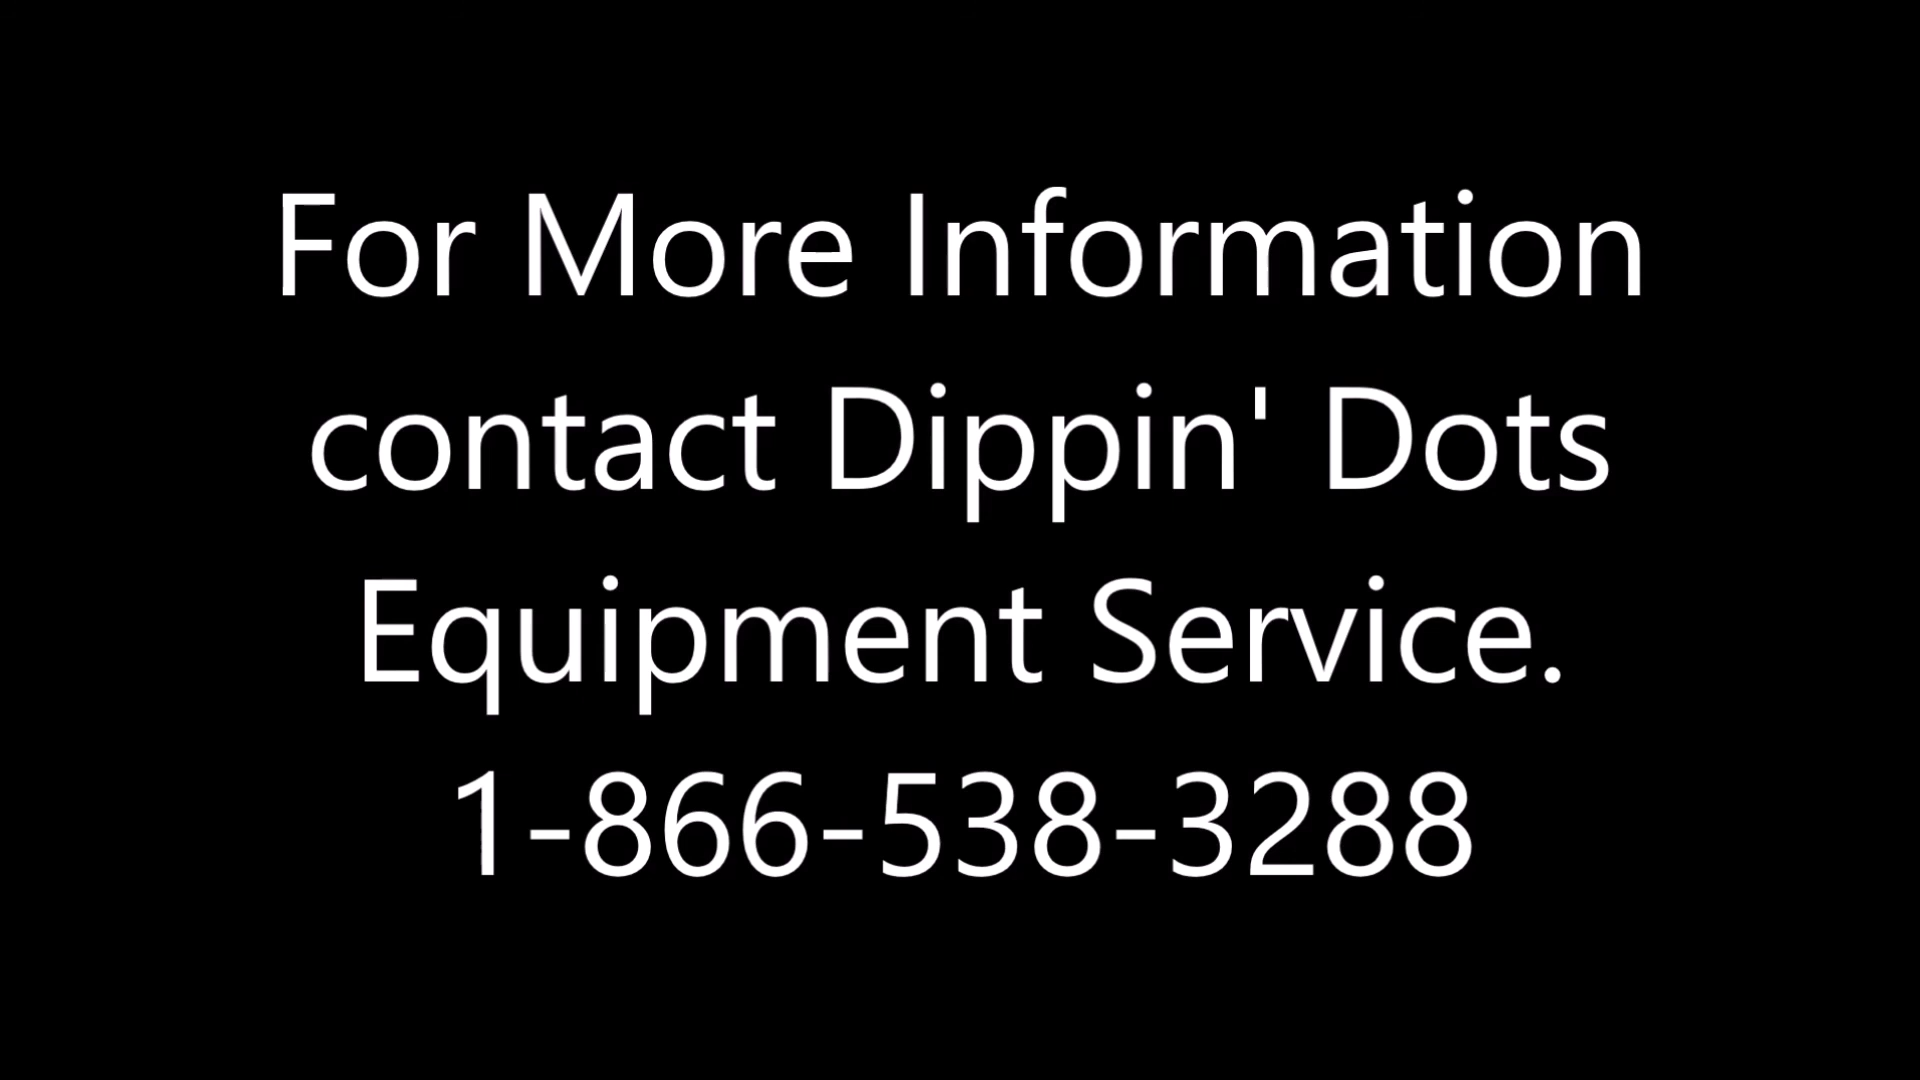 For More Information
contact Dippin' Dots
Equipment Service.
1-866-538-3288